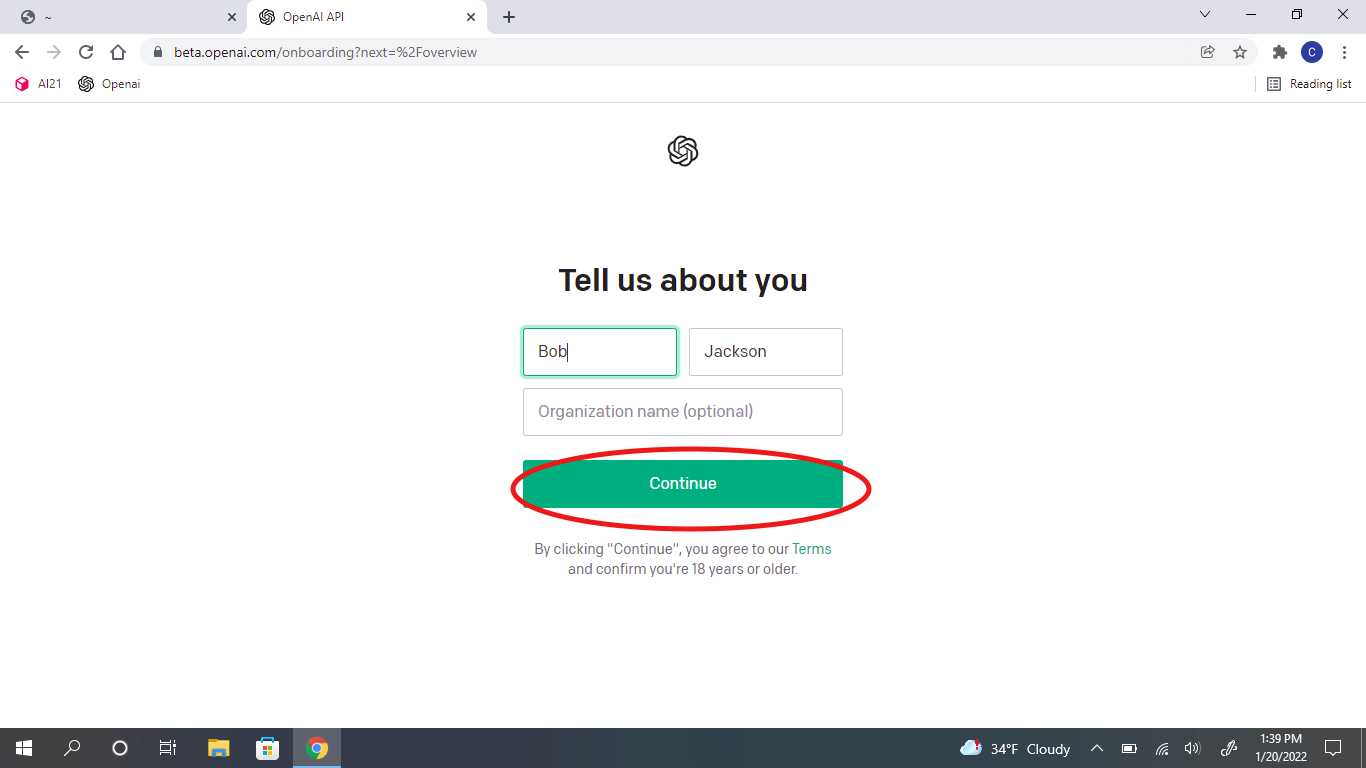 ~
OpenAI API
beta.openai.com/onboarding?next=%2Foverview
C
AI21
Openai
Reading list
Tell us about you
Bob
Jackson
Organization name (optional)
Continue
By clicking "Continue", you agree to our Terms
and confirm you're 18 years or older.
34°F Cloudy
1:39 PM
1/20/2022